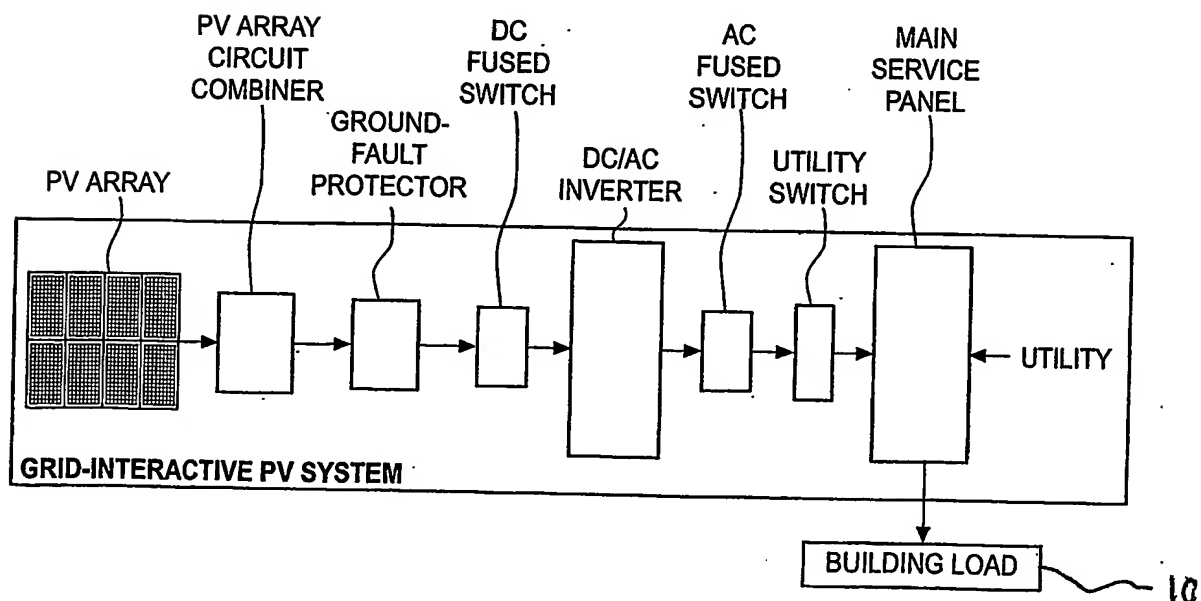 PV ARRAY
PV ARRAY
CIRCUIT
COMBINER
GROUND-
FAULT
PROTECTOR
DC
FUSED
SWITCH
DC/AC
INVERTER
AC
FUSED
SWITCH
UTILITY
SWITCH
MAIN
SERVICE
PANEL
UTILITY
GRID-INTERACTIVE PV SYSTEM
BUILDING LOAD
10